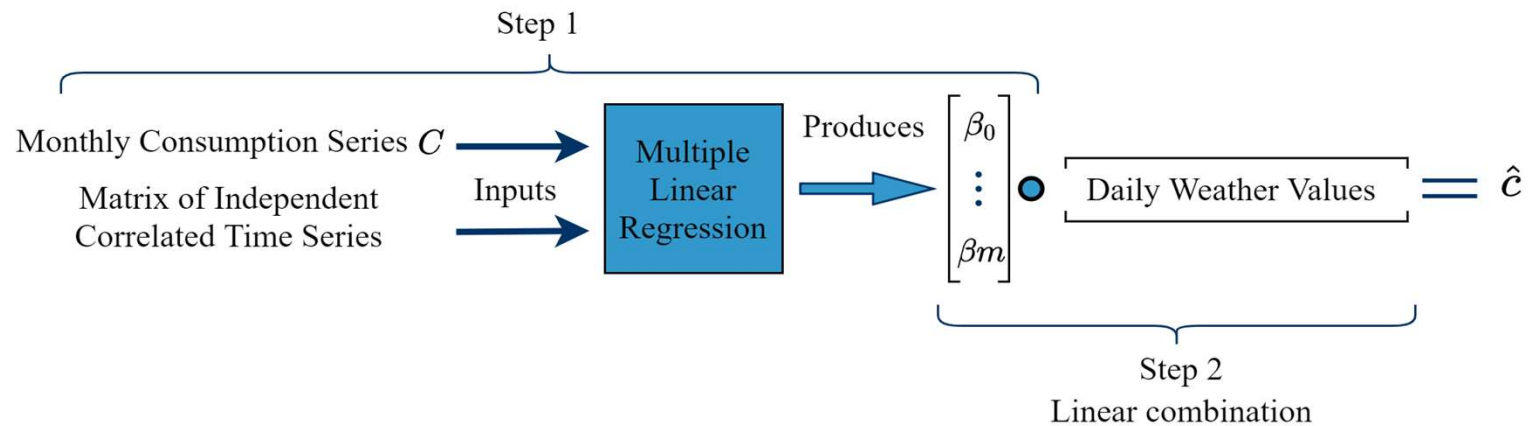 Step 1
Monthly Consumption Series C
Matrix of Independent
Correlated Time Series
Inputs
Multiple
Linear
Regression
Produces
β₀
⋮
βm
Daily Weather Values
= ĉ
Step 2
Linear combination